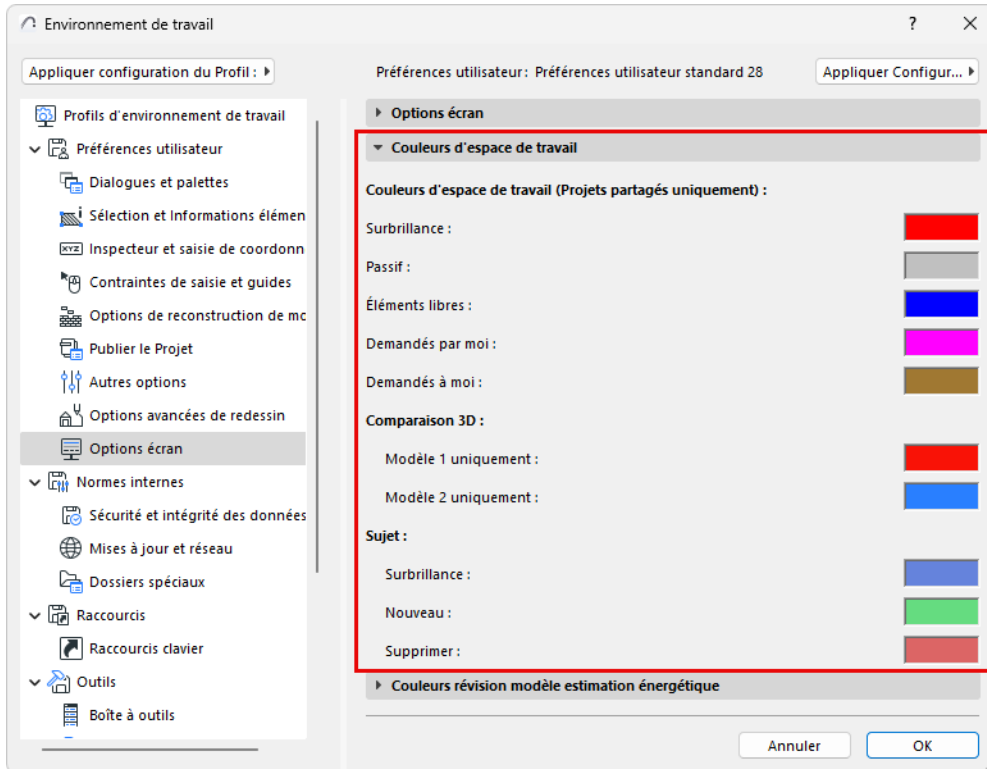 Environnement de travail
?
Appliquer configuration du Profil :
Préférences utilisateur : Préférences utilisateur standard 28
Appliquer Configur...
Profils d'environnement de travail
Préférences utilisateur
Dialogues et palettes
Sélection et Informations élémen
XYZ Inspecteur et saisie de coordonn
Contraintes de saisie et guides
Options de reconstruction de mc
Publier le Projet
Autres options
Options avancées de redessin
Options écran
Normes internes
Sécurité et intégrité des données
Mises à jour et réseau
Dossiers spéciaux
Raccourcis
Raccourcis clavier
Outils
Boîte à outils
Options écran
Couleurs d'espace de travail
Couleurs d'espace de travail (Projets partagés uniquement) :
Surbrillance :
Passif :
Éléments libres :
Demandés par moi :
Demandés à moi :
Comparaison 3D :
Modèle 1 uniquement :
Modèle 2 uniquement :
Sujet :
Surbrillance :
Nouveau :
Supprimer :
Couleurs révision modèle estimation énergétique
Annuler
OK